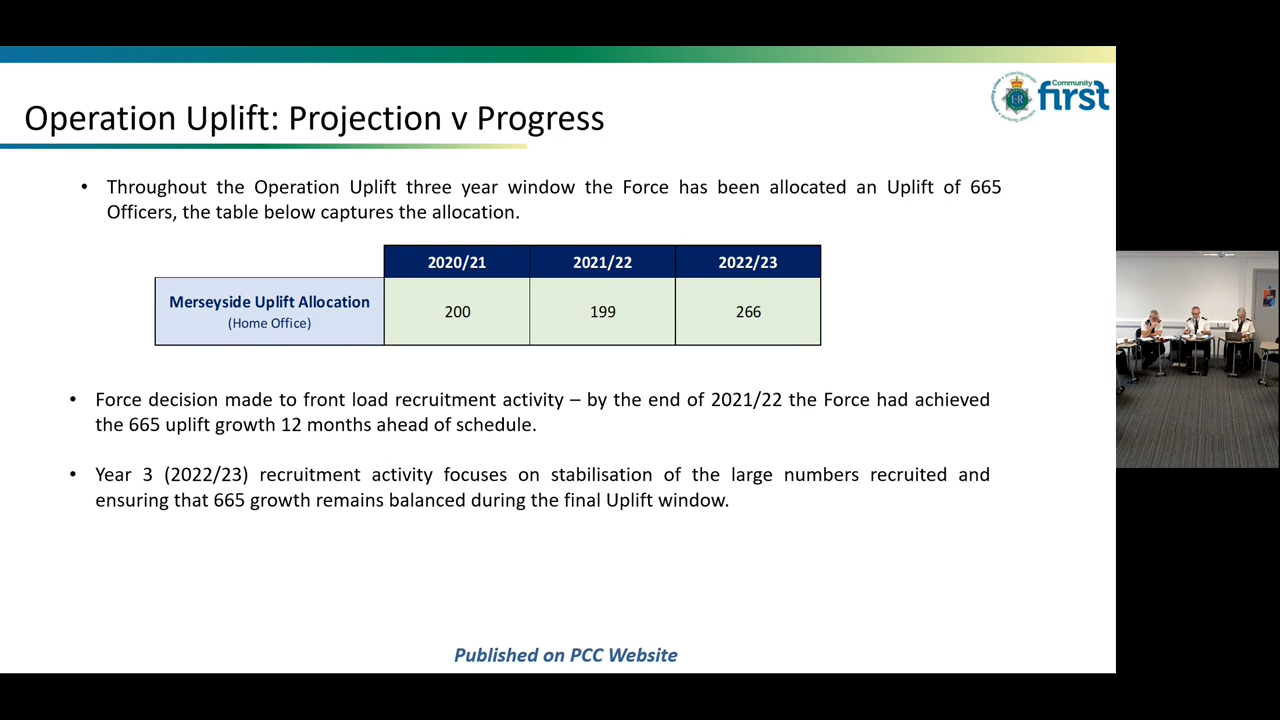 Community
first
Operation Uplift: Projection v Progress
• Throughout the Operation Uplift three year window the Force has been allocated an Uplift of 665
Officers, the table below captures the allocation.
2020/21 2021/22 2022/23
Merseyside Uplift Allocation
(Home Office)
200 199 266
• Force decision made to front load recruitment activity – by the end of 2021/22 the Force had achieved
the 665 uplift growth 12 months ahead of schedule.
• Year 3 (2022/23) recruitment activity focuses on stabilisation of the large numbers recruited and
ensuring that 665 growth remains balanced during the final Uplift window.
Published on PCC Website